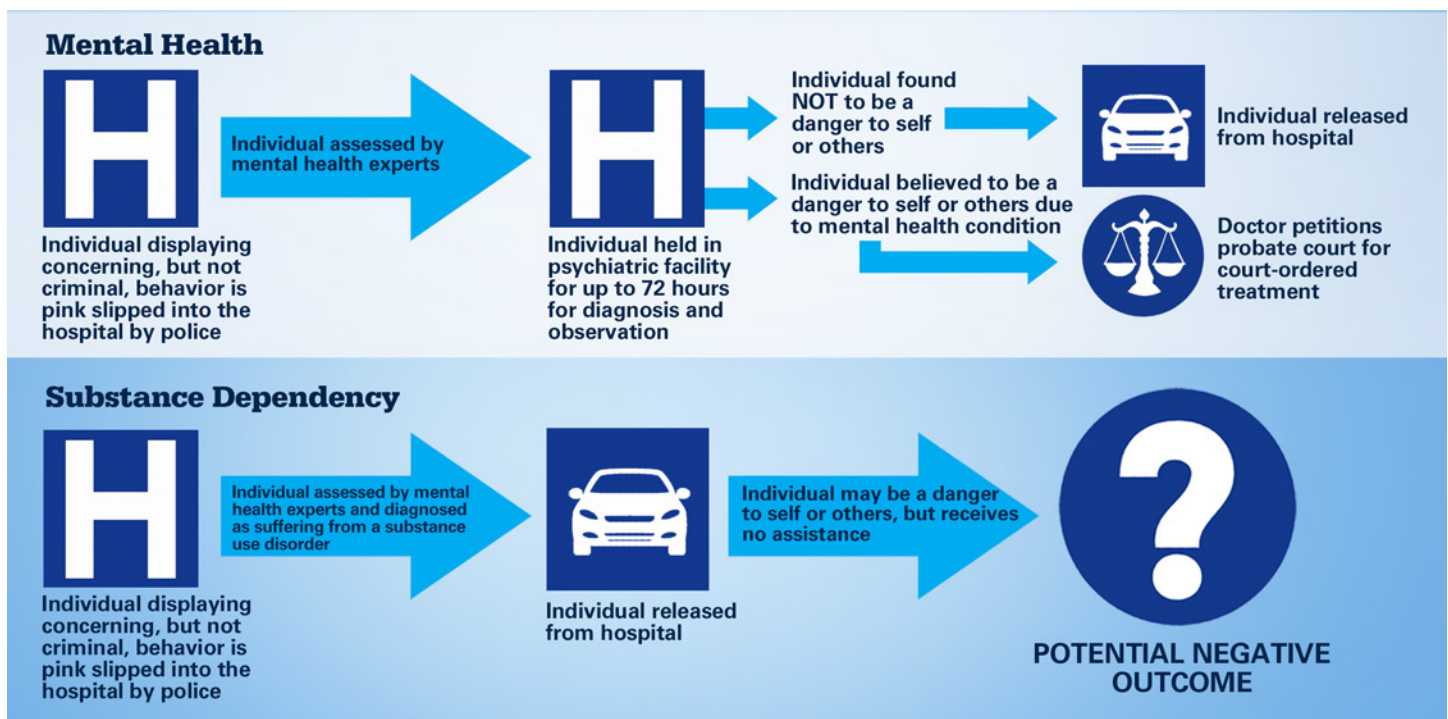 Mental Health
H
Individual displaying
concerning, but not
criminal, behavior is
pink slipped into the
hospital by police
Individual assessed by
mental health experts
H
Individual held in
psychiatric facility
for up to 72 hours
for diagnosis and
observation
Individual found
NOT to be a
danger to self
or others
Individual released
from hospital
Individual believed to be a
danger to self or others due
to mental health condition
Doctor petitions
probate court for
court-ordered
treatment
Substance Dependency
H
Individual displaying
concerning, but not
criminal, behavior is
pink slipped into the
hospital by police
Individual assessed by mental
health experts and diagnosed
as suffering from a substance
use disorder
Individual released
from hospital
Individual may be a danger
to self or others, but receives
no assistance
?
POTENTIAL NEGATIVE
OUTCOME